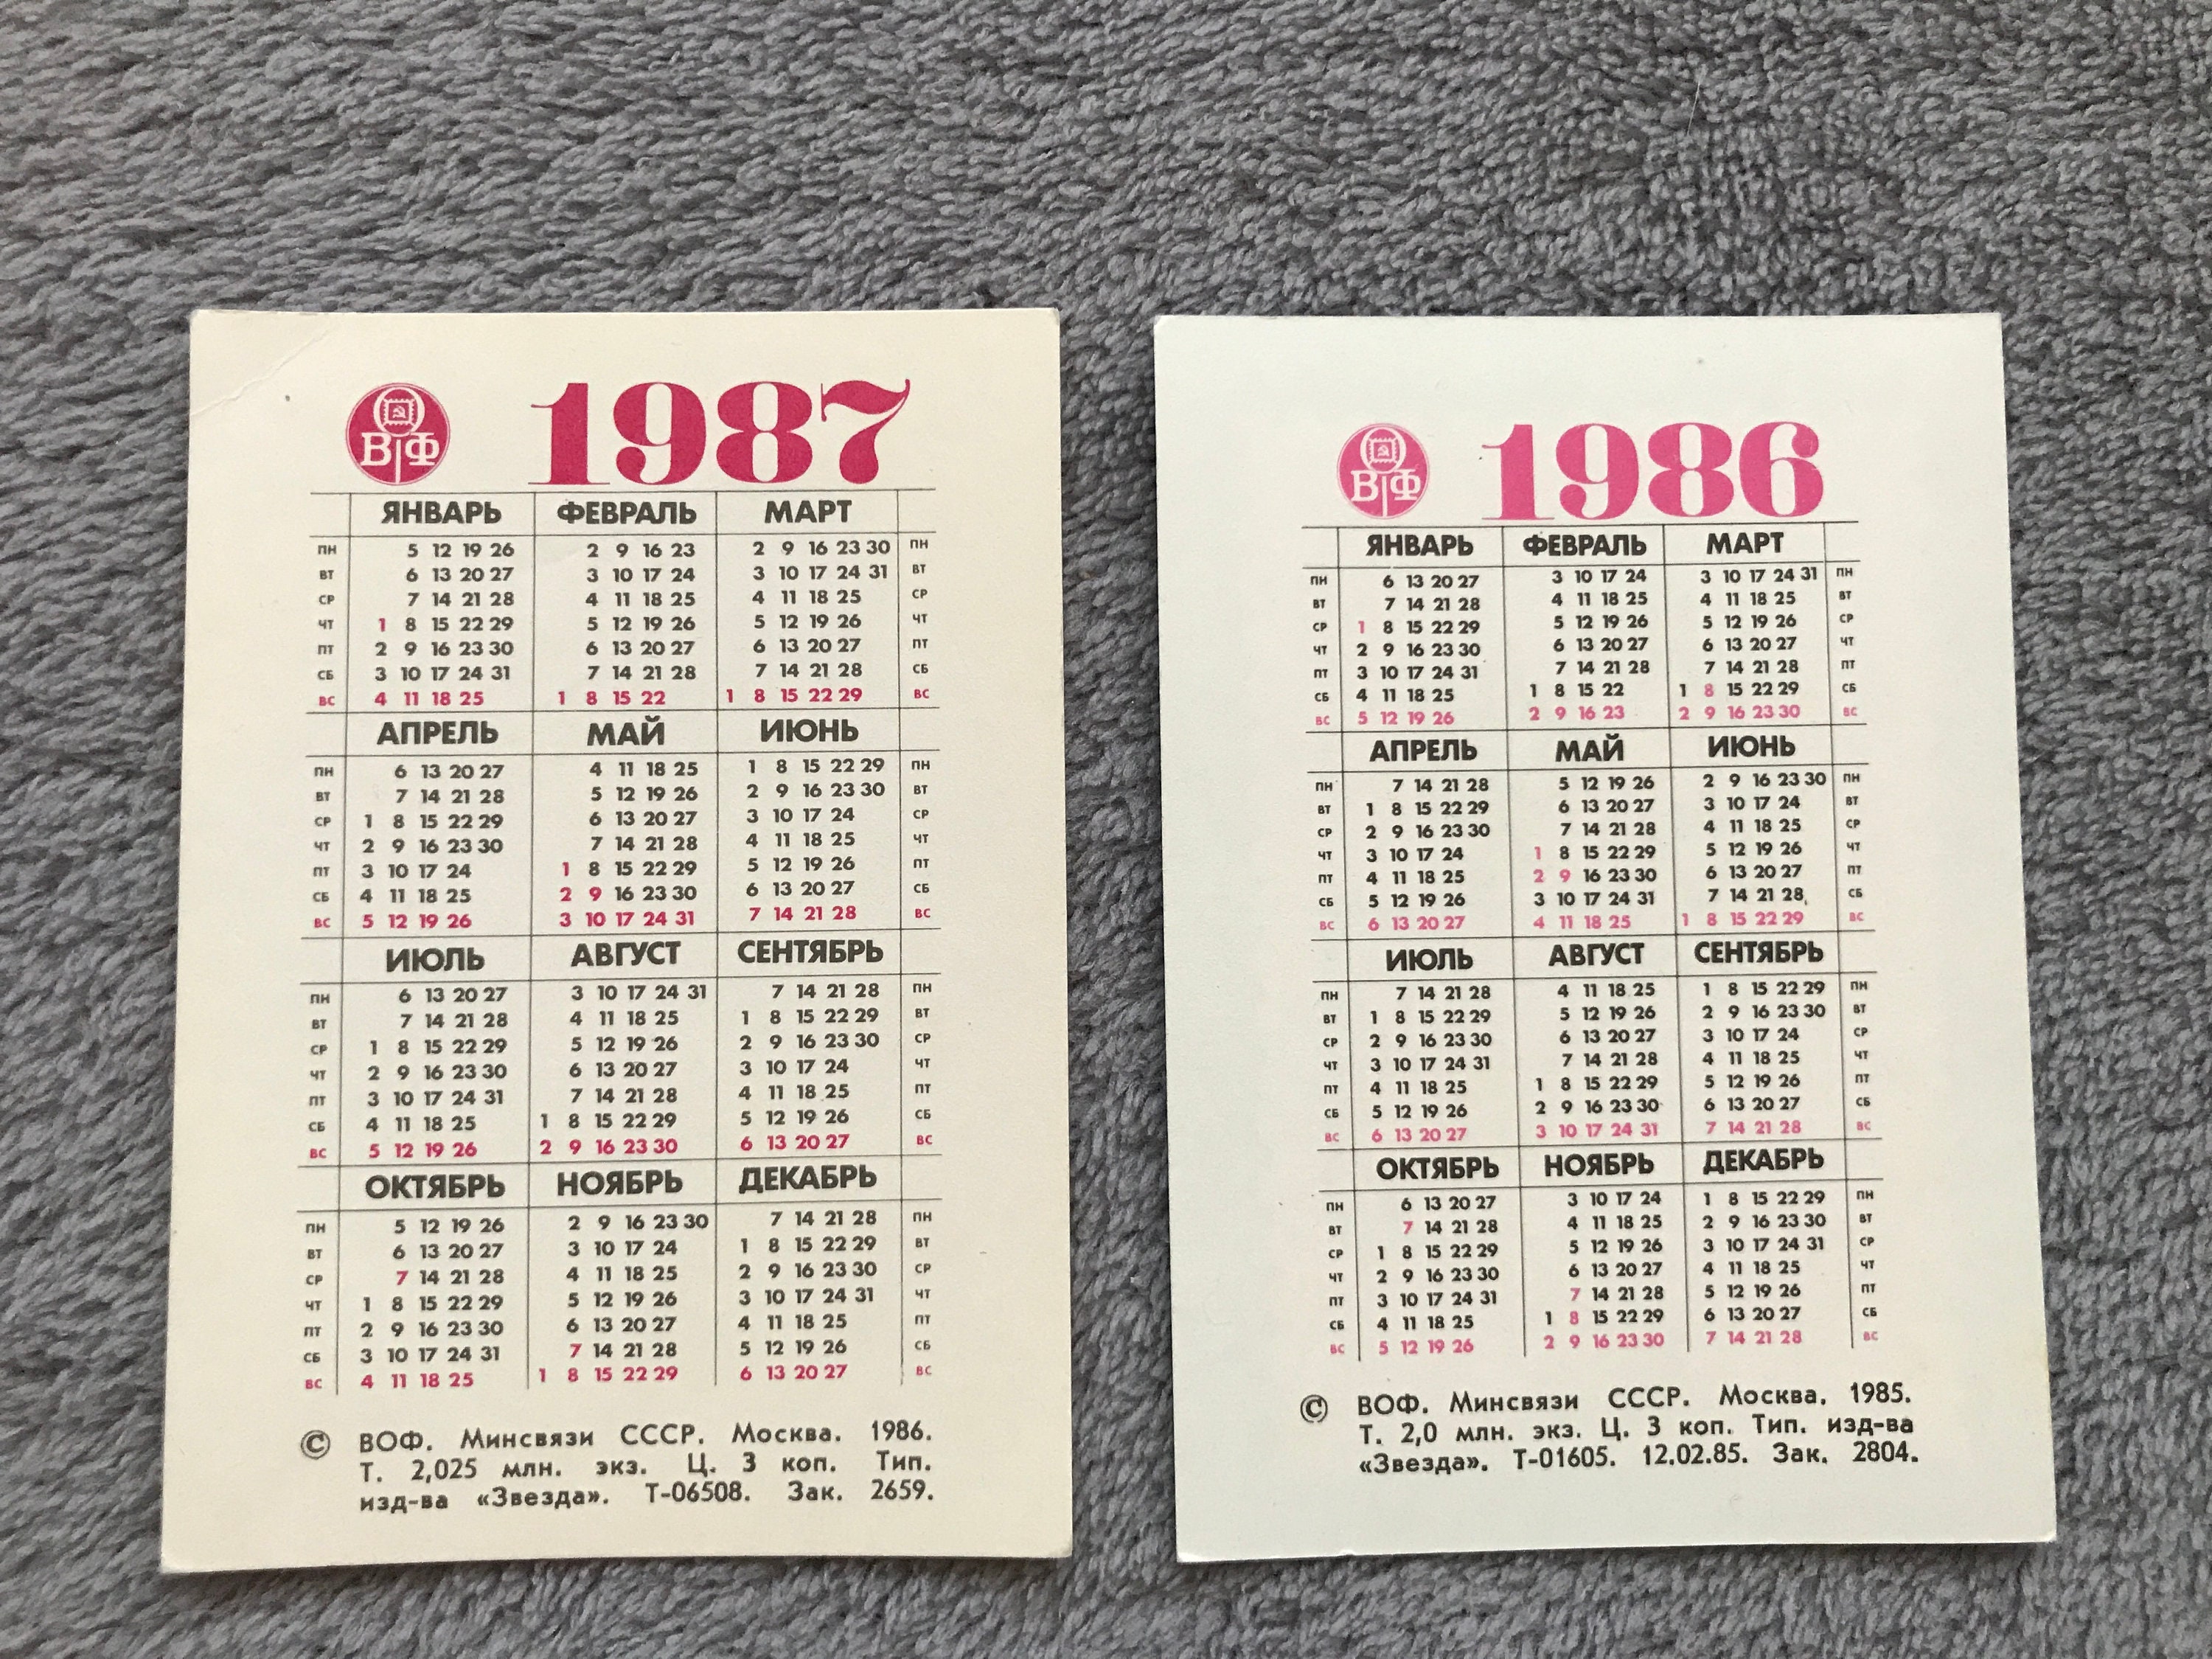 ВФ 1987
ЯНВАРЬ ФЕВРАЛЬ МАРТ
ПН 5 12 19 26 2 9 16 23 2 9 16 23 30 ПН
ВТ 6 13 20 27 3 10 17 24 3 10 17 24 31 ВТ
СР 7 14 21 28 4 11 18 25 4 11 18 25 СР
ЧТ 1 8 15 22 29 5 12 19 26 5 12 19 26 ЧТ
ПТ 2 9 16 23 30 6 13 20 27 6 13 20 27 ПТ
СБ 3 10 17 24 31 7 14 21 28 7 14 21 28 СБ
ВС 4 11 18 25 1 8 15 22 1 8 15 22 29 ВС
АПРЕЛЬ МАЙ ИЮНЬ
ПН 6 13 20 27 4 11 18 25 1 8 15 22 29 ПН
ВТ 7 14 21 28 5 12 19 26 2 9 16 23 30 ВТ
СР 1 8 15 22 29 6 13 20 27 3 10 17 24 СР
ЧТ 2 9 16 23 30 7 14 21 28 4 11 18 25 ЧТ
ПТ 3 10 17 24 1 8 15 22 29 5 12 19 26 ПТ
СБ 4 11 18 25 2 9 16 23 30 6 13 20 27 СБ
ВС 5 12 19 26 3 10 17 24 31 7 14 21 28 ВС
ИЮЛЬ АВГУСТ СЕНТЯБРЬ
ПН 6 13 20 27 3 10 17 24 31 7 14 21 28 ПН
ВТ 7 14 21 28 4 11 18 25 1 8 15 22 29 ВТ
СР 1 8 15 22 29 5 12 19 26 2 9 16 23 30 СР
ЧТ 2 9 16 23 30 6 13 20 27 3 10 17 24 ЧТ
ПТ 3 10 17 24 31 7 14 21 28 4 11 18 25 ПТ
СБ 4 11 18 25 1 8 15 22 29 5 12 19 26 СБ
ВС 5 12 19 26 2 9 16 23 30 6 13 20 27 ВС
ОКТЯБРЬ НОЯБРЬ ДЕКАБРЬ
ПН 5 12 19 26 2 9 16 23 30 7 14 21 28 ПН
ВТ 6 13 20 27 3 10 17 24 1 8 15 22 29 ВТ
СР 7 14 21 28 4 11 18 25 2 9 16 23 30 СР
ЧТ 1 8 15 22 29 5 12 19 26 3 10 17 24 31 ЧТ
ПТ 2 9 16 23 30 6 13 20 27 4 11 18 25 ПТ
СБ 3 10 17 24 31 7 14 21 28 5 12 19 26 СБ
ВС 4 11 18 25 1 8 15 22 29 6 13 20 27 ВС
© ВОФ. Минсвязи СССР. Москва. 1986.
Т. 2,025 млн. экз. Ц. 3 коп. Тип.
изд-ва «Звезда». Т-06508. Зак. 2659.
ВФ 1986
ЯНВАРЬ ФЕВРАЛЬ МАРТ
ПН 6 13 20 27 3 10 17 24 3 10 17 24 31 ПН
ВТ 7 14 21 28 4 11 18 25 4 11 18 25 ВТ
СР 1 8 15 22 29 5 12 19 26 5 12 19 26 СР
ЧТ 2 9 16 23 30 6 13 20 27 6 13 20 27 ЧТ
ПТ 3 10 17 24 31 7 14 21 28 7 14 21 28 ПТ
СБ 4 11 18 25 1 8 15 22 1 8 15 22 29 СБ
ВС 5 12 19 26 2 9 16 23 2 9 16 23 30 ВС
АПРЕЛЬ МАЙ ИЮНЬ
ПН 7 14 21 28 5 12 19 26 2 9 16 23 30 ПН
ВТ 1 8 15 22 29 6 13 20 27 3 10 17 24 ВТ
СР 2 9 16 23 30 7 14 21 28 4 11 18 25 СР
ЧТ 3 10 17 24 1 8 15 22 29 5 12 19 26 ЧТ
ПТ 4 11 18 25 2 9 16 23 30 6 13 20 27 ПТ
СБ 5 12 19 26 3 10 17 24 31 7 14 21 28 СБ
ВС 6 13 20 27 4 11 18 25 1 8 15 22 29 ВС
ИЮЛЬ АВГУСТ СЕНТЯБРЬ
ПН 7 14 21 28 4 11 18 25 1 8 15 22 29 ПН
ВТ 1 8 15 22 29 5 12 19 26 2 9 16 23 30 ВТ
СР 2 9 16 23 30 6 13 20 27 3 10 17 24 СР
ЧТ 3 10 17 24 31 7 14 21 28 4 11 18 25 ЧТ
ПТ 4 11 18 25 1 8 15 22 29 5 12 19 26 ПТ
СБ 5 12 19 26 2 9 16 23 30 6 13 20 27 СБ
ВС 6 13 20 27 3 10 17 24 31 7 14 21 28 ВС
ОКТЯБРЬ НОЯБРЬ ДЕКАБРЬ
ПН 6 13 20 27 3 10 17 24 1 8 15 22 29 ПН
ВТ 7 14 21 28 4 11 18 25 2 9 16 23 30 ВТ
СР 1 8 15 22 29 5 12 19 26 3 10 17 24 31 СР
ЧТ 2 9 16 23 30 6 13 20 27 4 11 18 25 ЧТ
ПТ 3 10 17 24 31 7 14 21 28 5 12 19 26 ПТ
СБ 4 11 18 25 1 8 15 22 29 6 13 20 27 СБ
ВС 5 12 19 26 2 9 16 23 30 7 14 21 28 ВС
© ВОФ. Минсвязи СССР. Москва. 1985.
Т. 2,0 млн. экз. Ц. 3 коп. Тип. изд-ва
«Звезда». Т-01605. 12.02.85. Зак. 2804.